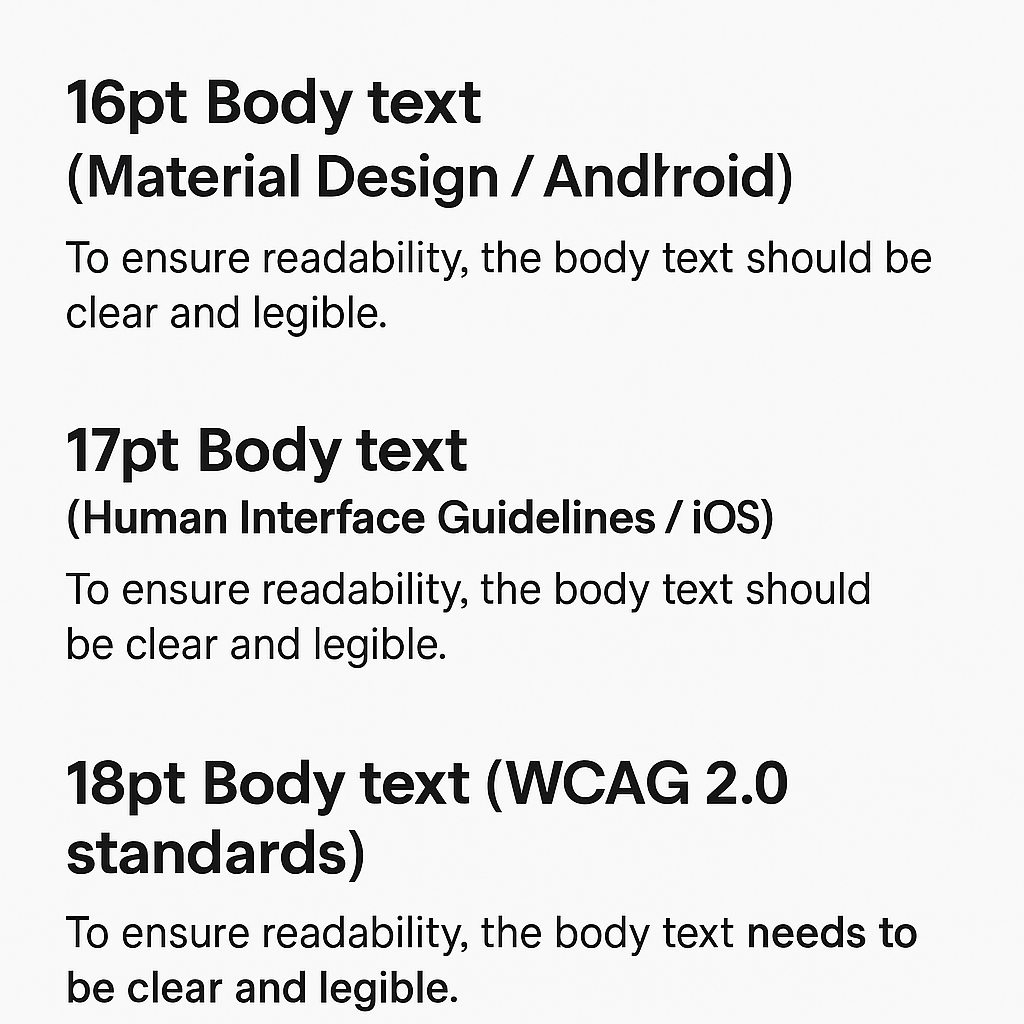 16pt Body text
(Material Design / Andŀroid)
To ensure readability, the body text should be
clear and legible.
17pt Body text
(Human Interface Guidelines / iOS)
To ensure readability, the body text should
be clear and legible.
18pt Body text (WCAG 2.0
standards)
To ensure readability, the body text needs to
be clear and legible.